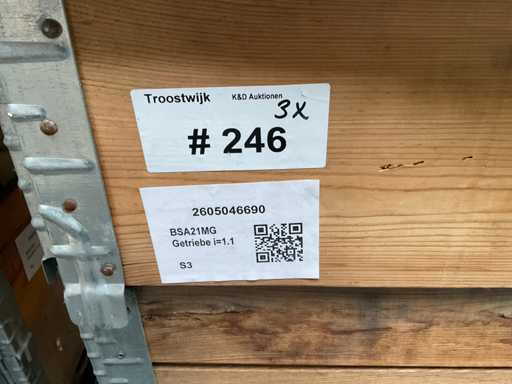 Troostwijk K&D Auktionen
3x
# 246
2605046690
BSA21MG
Getriebe i=1.1
S3